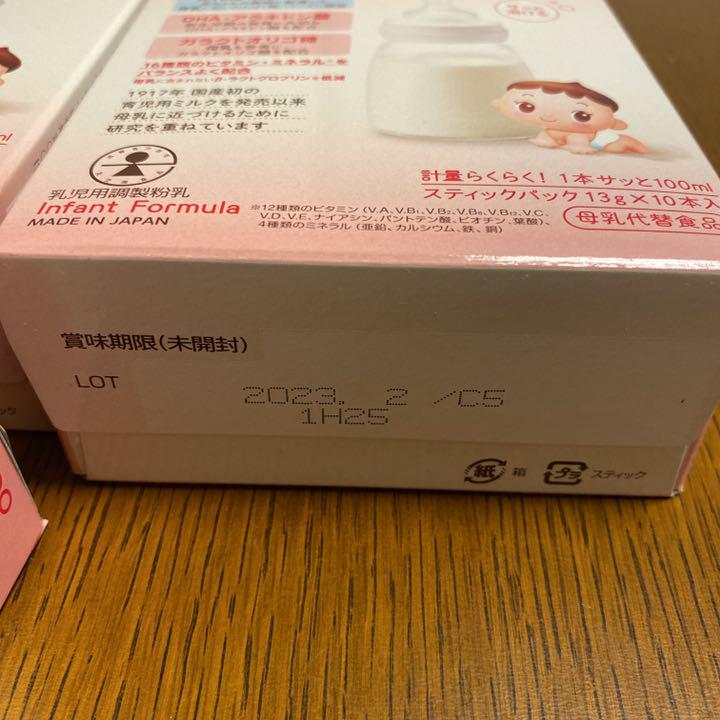 DHA・アラキドン酸
ガラクトオリゴ糖
16種類のビタミン・ミネラル※を
バランスよく配合
1917年 国産初の
育児用ミルクを発売以来
母乳に近づけるために
研究を重ねています
乳児用調製粉乳
Infant Formula
MADE IN JAPAN
※12種類のビタミン(V.A、V.B1、V.B2、V.B6、V.B12、V.C、
V.D、V.E、ナイアシン、パントテン酸、ビオチン、葉酸)、
4種類のミネラル(亜鉛、カルシウム、鉄、銅)
計量らくらく！1本サッと100ml
スティックパック 13g×10本入
母乳代替食品
賞味期限(未開封)
LOT
2023. 2 /C5
1H25
紙 箱
プラ スティック